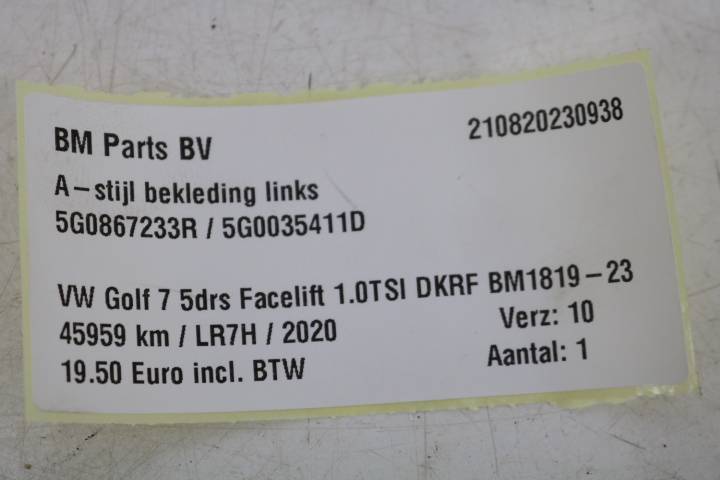 BM Parts BV
210820230938
A-stijl bekleding links
5G0867233R / 5G0035411D
VW Golf 7 5drs Facelift 1.0TSI DKRF BM1819-23
45959 km / LR7H / 2020
Verz: 10
19.50 Euro incl. BTW
Aantal: 1